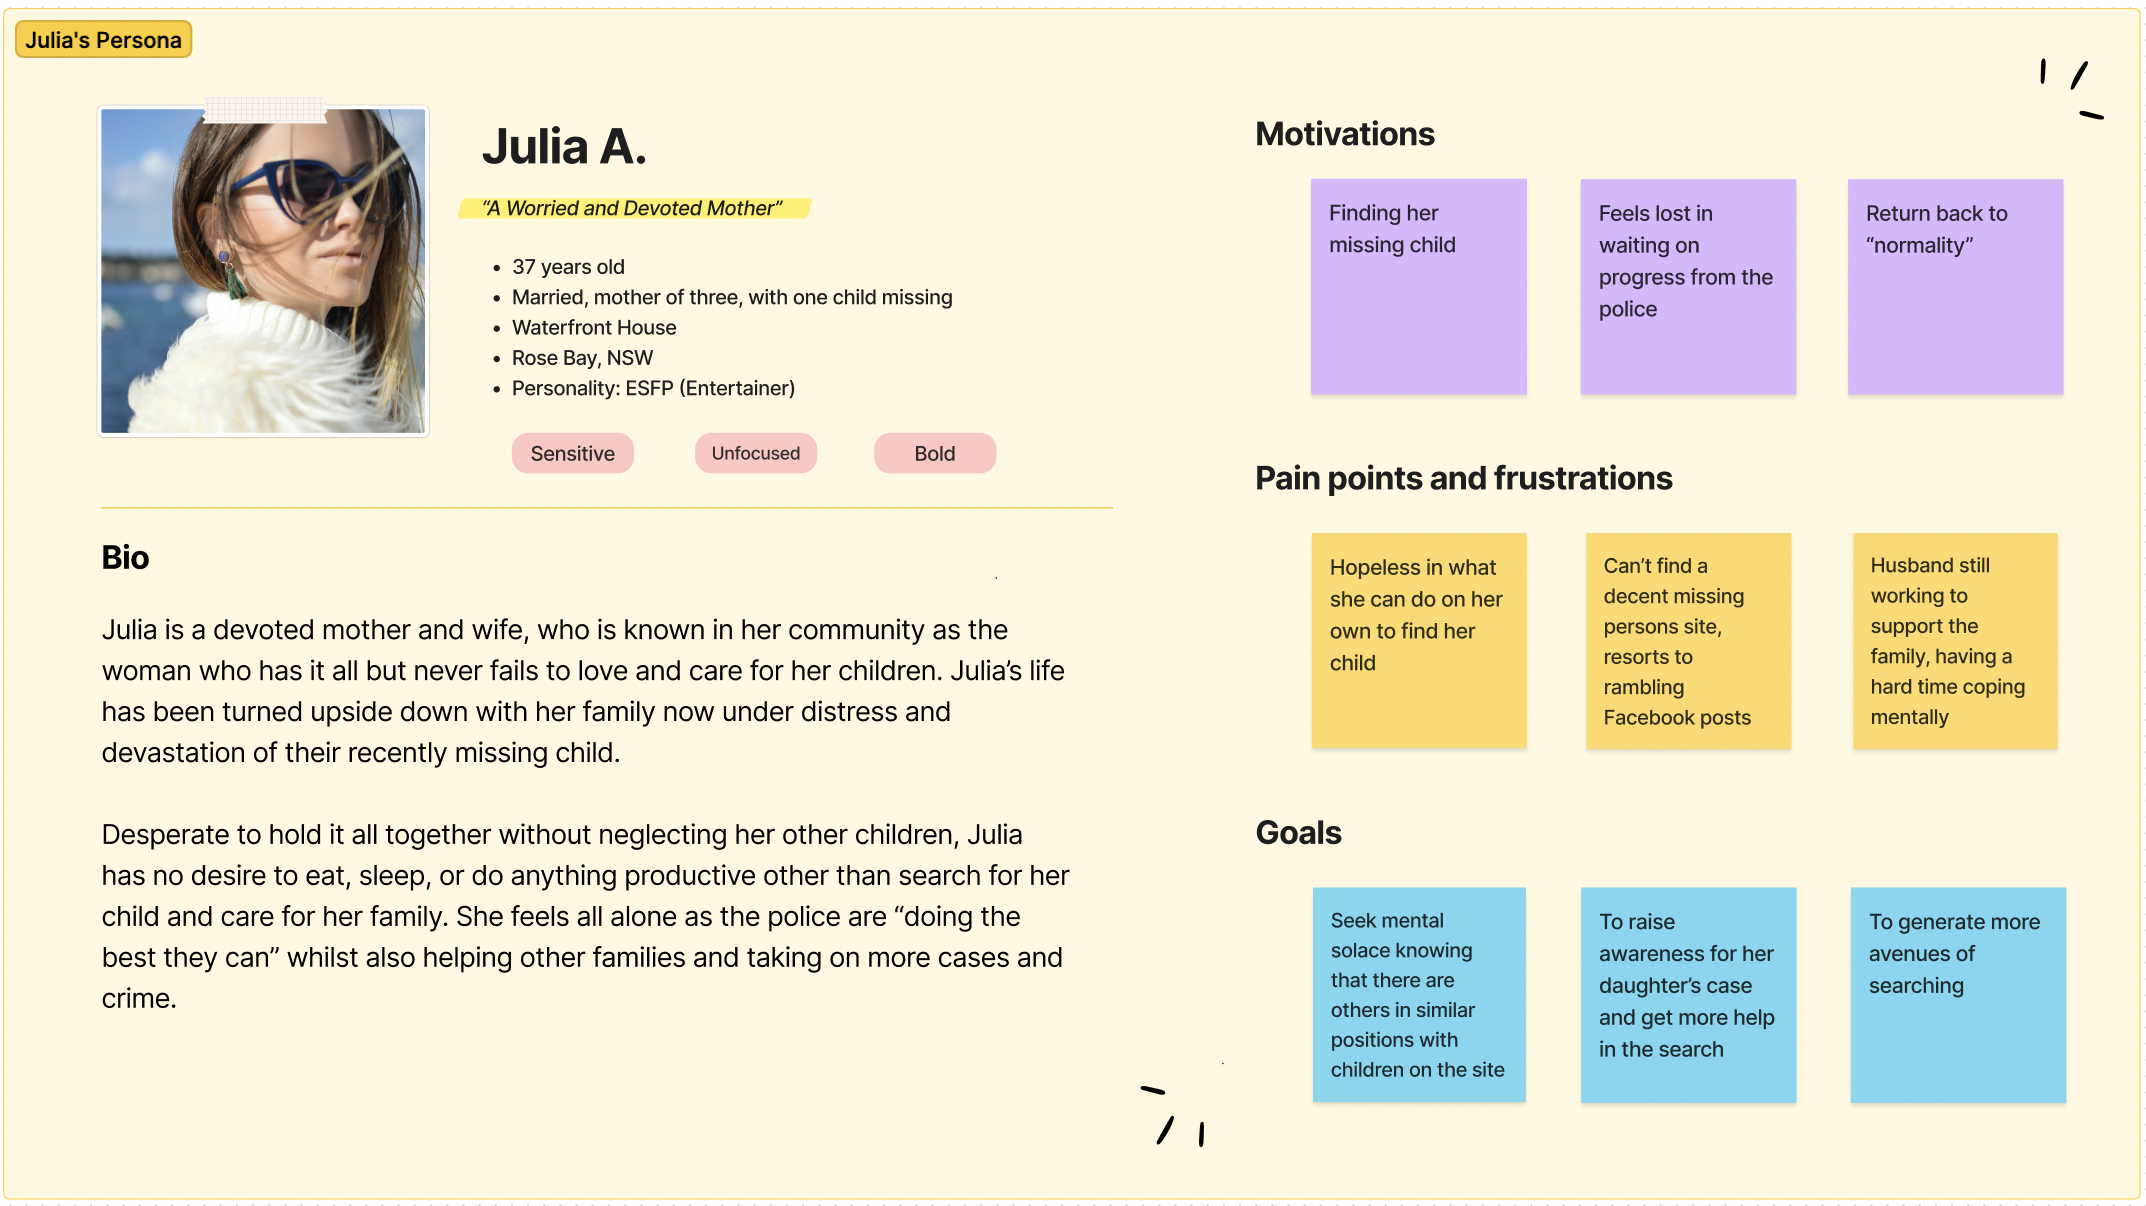 Julia's Persona
Julia A.
“A Worried and Devoted Mother”
• 37 years old
• Married, mother of three, with one child missing
• Waterfront House
• Rose Bay, NSW
• Personality: ESFP (Entertainer)
Sensitive
Unfocused
Bold
Bio
Julia is a devoted mother and wife, who is known in her community as the
woman who has it all but never fails to love and care for her children. Julia’s life
has been turned upside down with her family now under distress and
devastation of their recently missing child.
Desperate to hold it all together without neglecting her other children, Julia
has no desire to eat, sleep, or do anything productive other than search for her
child and care for her family. She feels all alone as the police are “doing the
best they can” whilst also helping other families and taking on more cases and
crime.
Motivations
Finding her
missing child
Feels lost in
waiting on
progress from the
police
Return back to
“normality”
Pain points and frustrations
Hopeless in what
she can do on her
own to find her
child
Can’t find a
decent missing
persons site,
resorts to
rambling
Facebook posts
Husband still
working to
support the
family, having a
hard time coping
mentally
Goals
Seek mental
solace knowing
that there are
others in similar
positions with
children on the site
To raise
awareness for her
daughter’s case
and get more help
in the search
To generate more
avenues of
searching